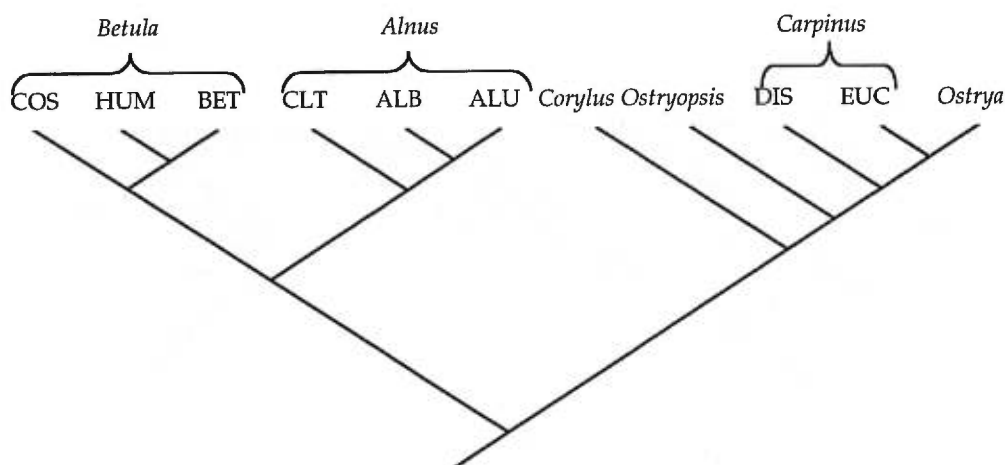 Betula Alnus Carpinus
COS HUM BET CLT ALB ALU Corylus Ostryopsis DIS EUC Ostrya